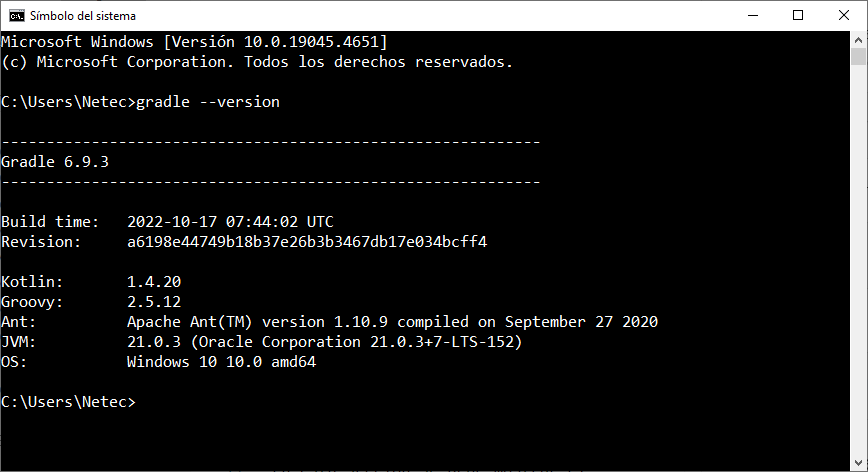 Símbolo del sistema
Microsoft Windows [Versión 10.0.19045.4651]
(c) Microsoft Corporation. Todos los derechos reservados.
C:\Users\Netec>gradle --version
------------------------------------------------------------
Gradle 6.9.3
------------------------------------------------------------
Build time:   2022-10-17 07:44:02 UTC
Revision:     a6198e44749b18b37e26b3b3467db17e034bcff4
Kotlin:       1.4.20
Groovy:       2.5.12
Ant:          Apache Ant(TM) version 1.10.9 compiled on September 27 2020
JVM:          21.0.3 (Oracle Corporation 21.0.3+7-LTS-152)
OS:           Windows 10 10.0 amd64
C:\Users\Netec>